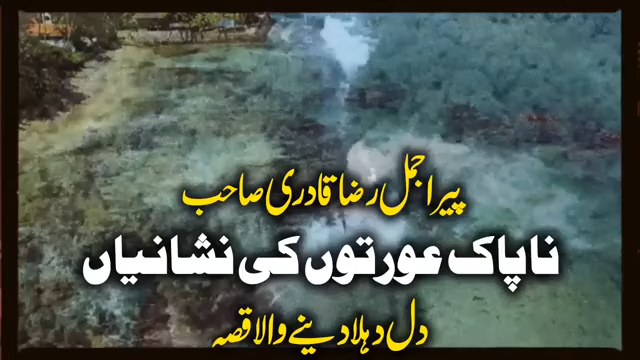 پیر اجمل رضا قادری صاحب
ناپاک عورتوں کی نشانیاں
دل دہلا دینے والا قصہ